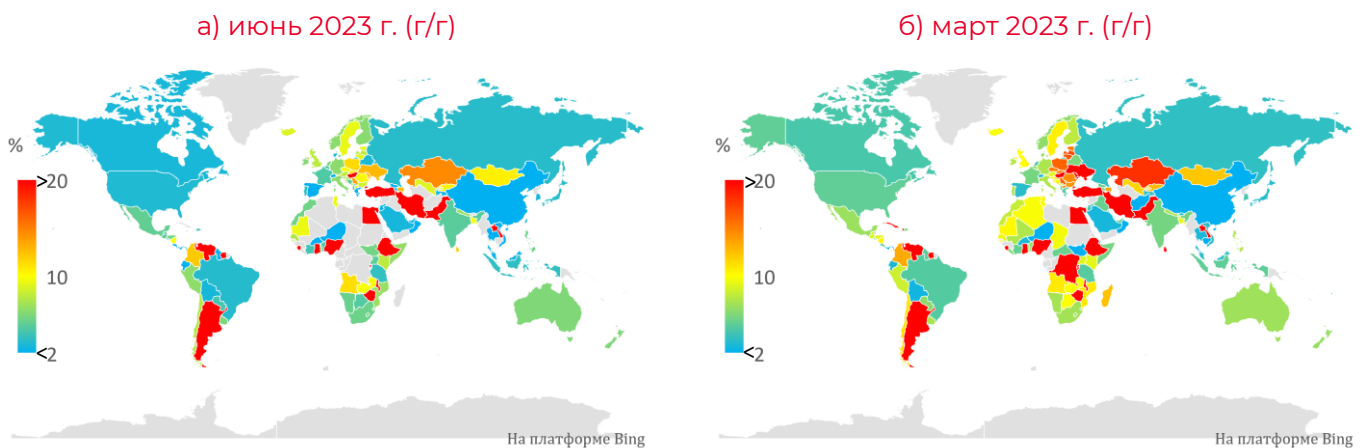 а) июнь 2023 г. (г/г)
%
>20
10
<2
На платформе Bing
б) март 2023 г. (г/г)
%
>20
10
<2
На платформе Bing